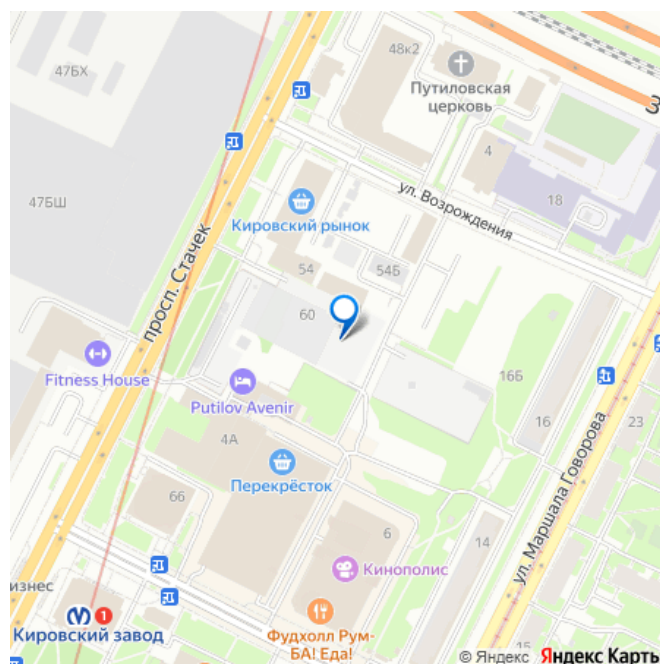 48к2
47БХ
Путиловская
церковь
З
4
18
ул. Возрождения
47БШ
Кировский рынок
просп. Стачек
54
54Б
60
Fitness House
Putilov Avenir
16Б
16
23
4А
Перекрёсток
ул. Маршала Говорова
66
6
14
Кинополис
изнес
1
Кировский завод
Фудхолл Рум-
БА! Еда!
15
© Яндекс Яндекс Карты